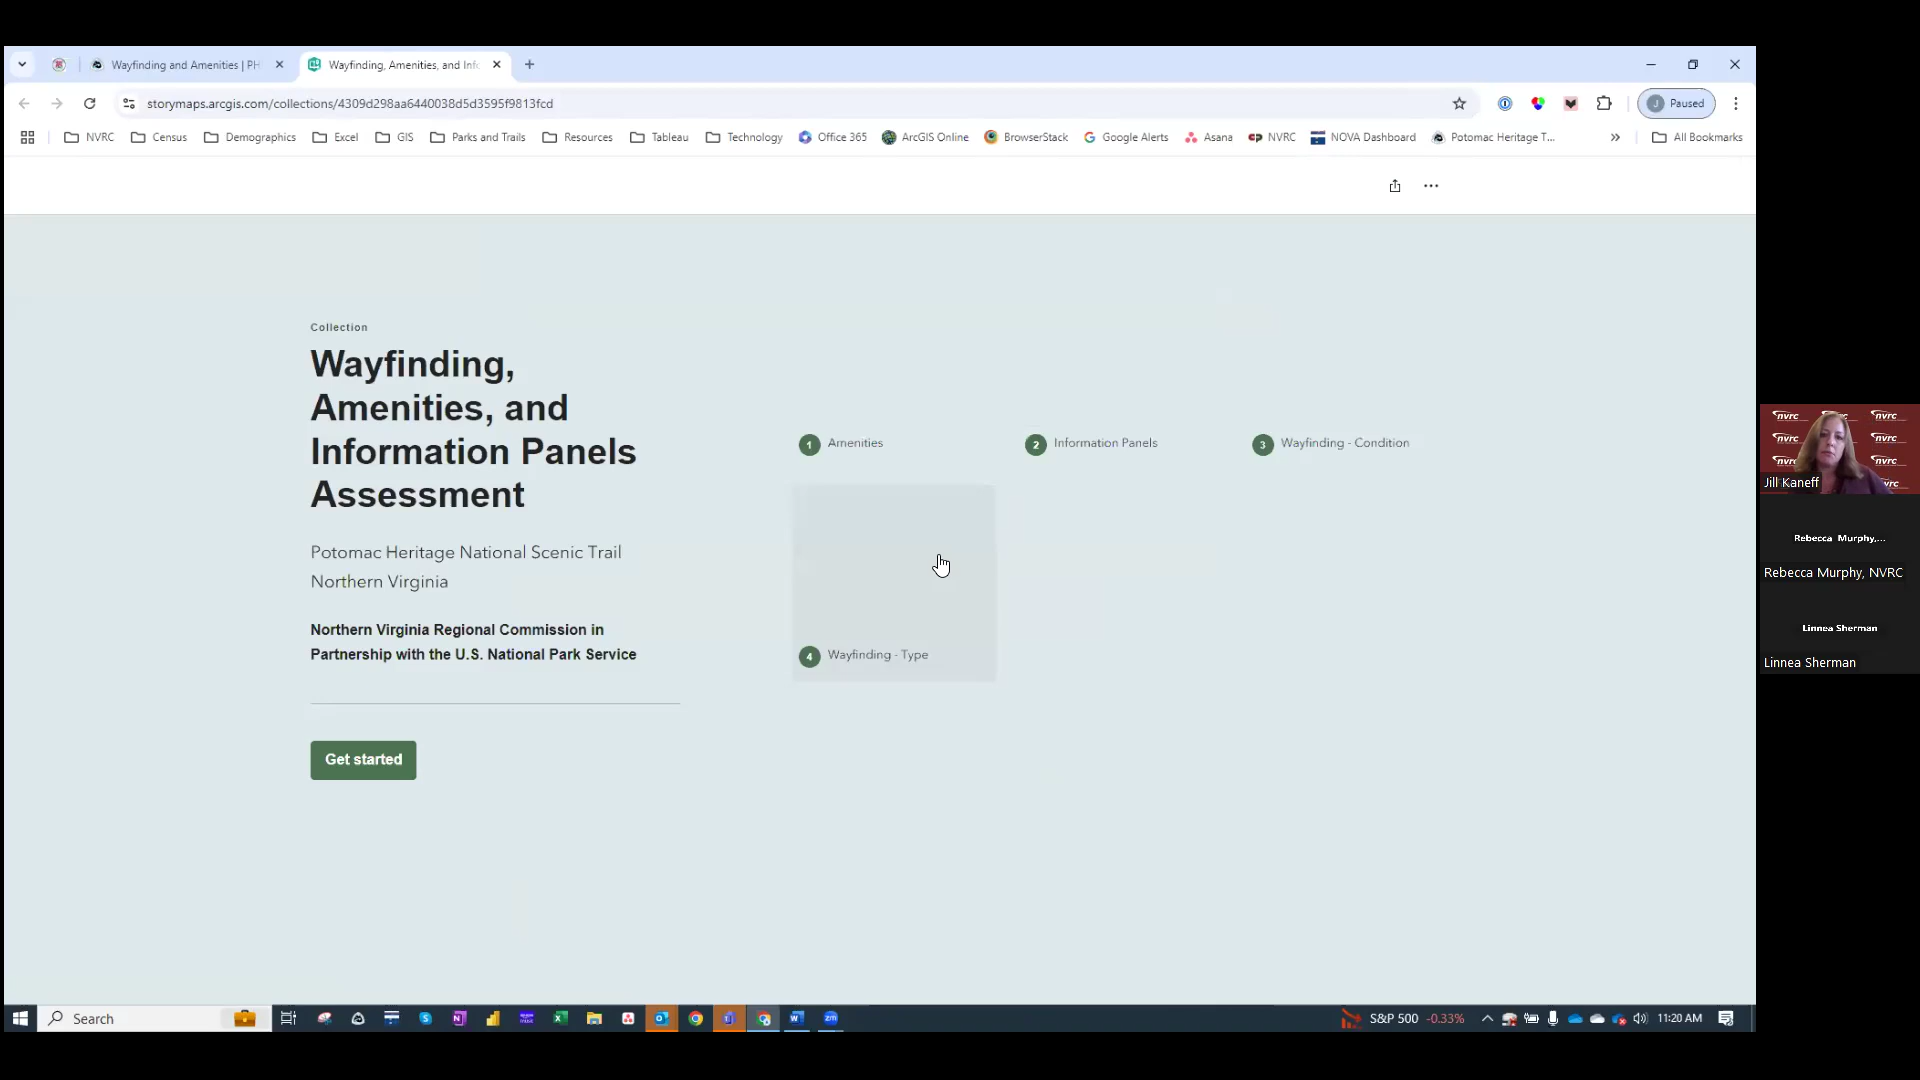 Wayfinding and Amenities | PH
Wayfinding, Amenities, and Inf
storymaps.arcgis.com/collections/4309d298aa6440038d5d3595f9813fcd
Paused
NVRC
Census
Demographics
Excel
GIS
Parks and Trails
Resources
Tableau
Technology
Office 365
ArcGIS Online
BrowserStack
Google Alerts
Asana
NVRC
NOVA Dashboard
Potomac Heritage T...
All Bookmarks
Collection
Wayfinding,
Amenities, and
Information Panels
Assessment
Potomac Heritage National Scenic Trail
Northern Virginia
Northern Virginia Regional Commission in
Partnership with the U.S. National Park Service
Get started
1 Amenities
2 Information Panels
3 Wayfinding - Condition
4 Wayfinding - Type
nvrc
nvrc
nvrc
nvrc
Jill Kaneff
Rebecca Murphy,...
Rebecca Murphy, NVRC
Linnea Sherman
Linnea Sherman
Search
S&P 500 -0.33%
11:20 AM